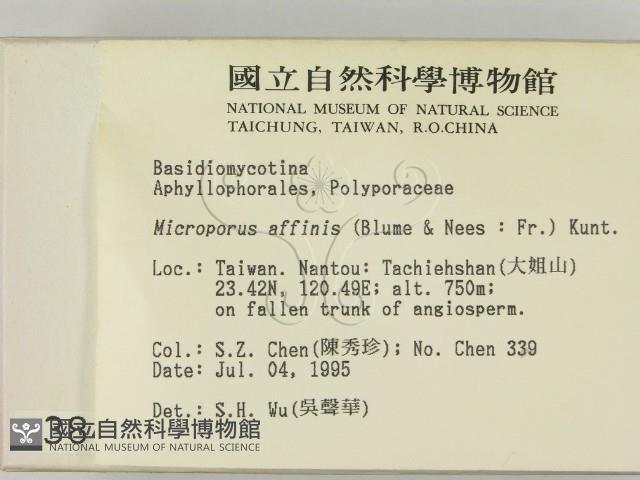 國立自然科學博物館
NATIONAL MUSEUM OF NATURAL SCIENCE
TAICHUNG, TAIWAN, R.O.CHINA
Basidiomycotina
Aphyllophorales, Polyporaceae
Microporus affinis (Blume & Nees : Fr.) Kunt.
Loc.: Taiwan. Nantou: Tachiehshan(大姐山)
23.42N, 120.49E; alt. 750m;
on fallen trunk of angiosperm.
Col.: S.Z. Chen(陳秀珍); No. Chen 339
Date: Jul. 04, 1995
Det.: S.H. Wu(吳聲華)
38
國立自然科學博物館
NATIONAL MUSEUM OF NATURAL SCIENCE